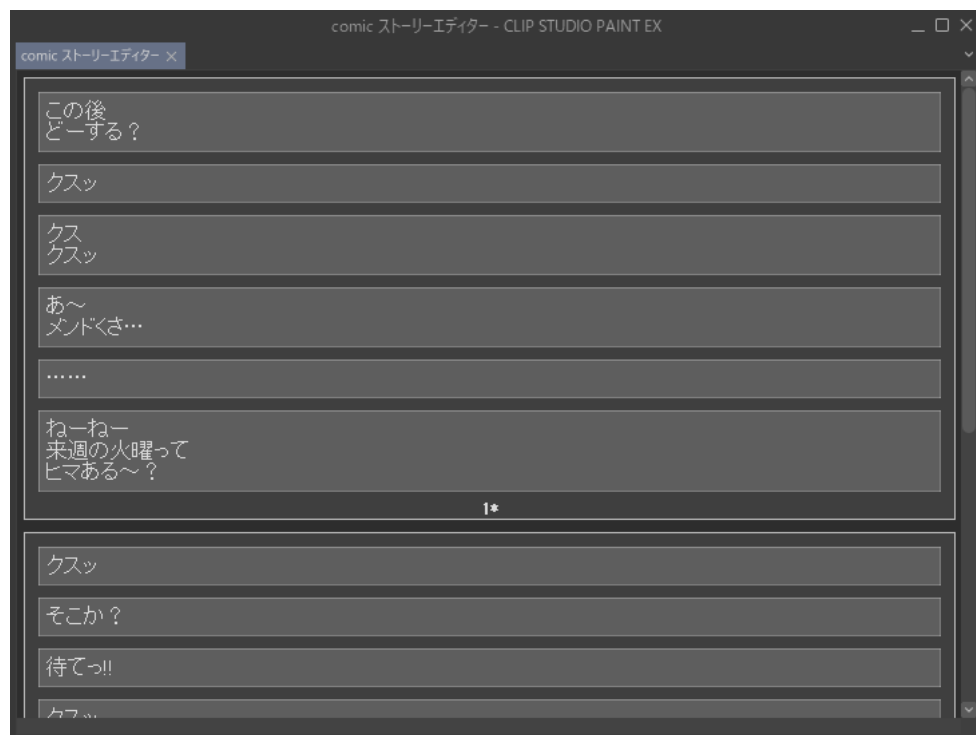 comic ストーリーエディター - CLIP STUDIO PAINT EX
comic ストーリーエディター
この後
どーする？
クスッ
クス
クスッ
あ～
メンドくさ…
……
ねーねー
来週の火曜って
ヒマある～？
1*
クスッ
そこか？
待てっ!!
クスッ